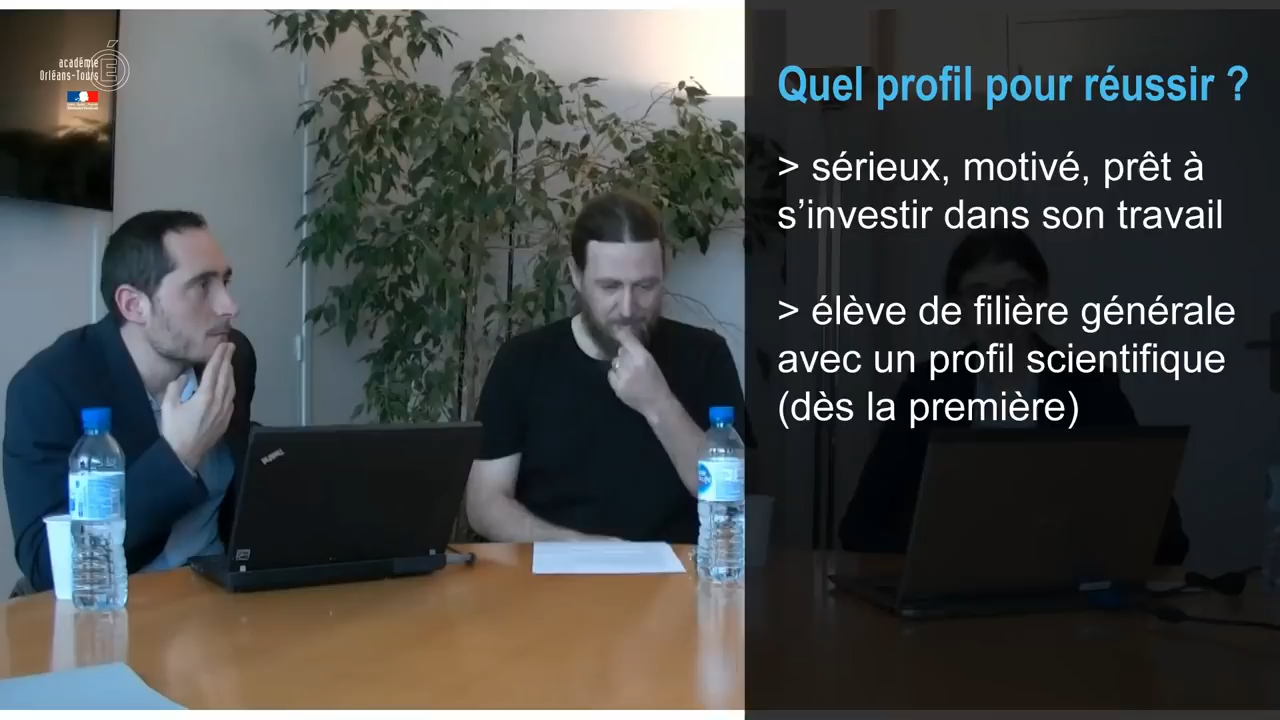 académie
Orléans-Tours
Quel profil pour réussir ?
> sérieux, motivé, prêt à
s’investir dans son travail
> élève de filière générale
avec un profil scientifique
(dès la première)